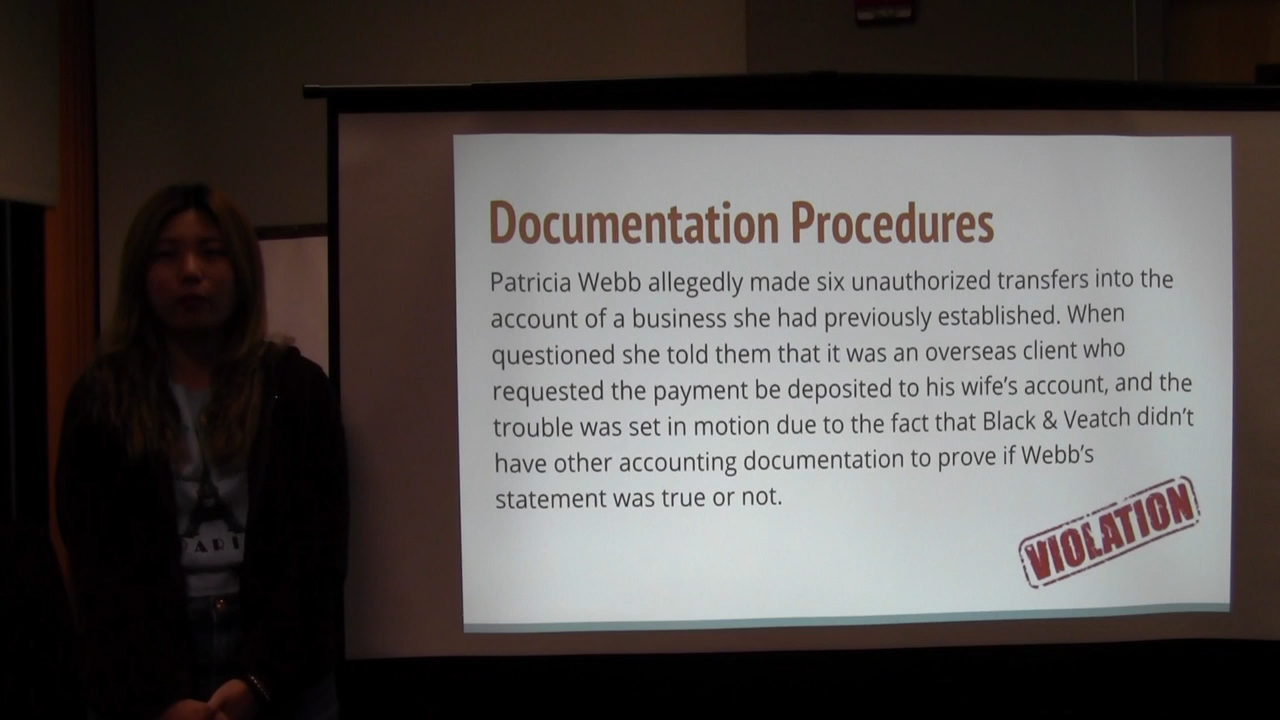 Documentation Procedures
Patricia Webb allegedly made six unauthorized transfers into the
account of a business she had previously established. When
questioned she told them that it was an overseas client who
requested the payment be deposited to his wife's account, and the
trouble was set in motion due to the fact that Black & Veatch didn't
have other accounting documentation to prove if Webb's
statement was true or not.
VIOLATION
PARI